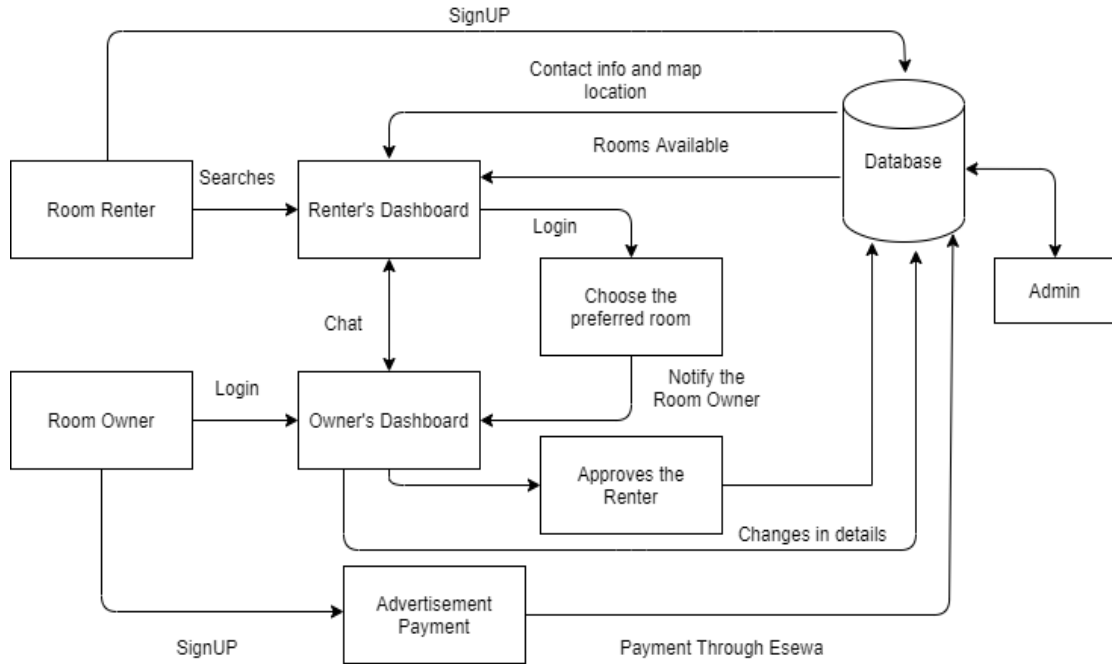 SignUP
Contact info and map
location
Rooms Available
Database
Searches
Room Renter
Renter's Dashboard
Login
Choose the
preferred room
Admin
Chat
Notify the
Room Owner
Login
Room Owner
Owner's Dashboard
Approves the
Renter
Changes in details
Advertisement
Payment
SignUP
Payment Through Esewa